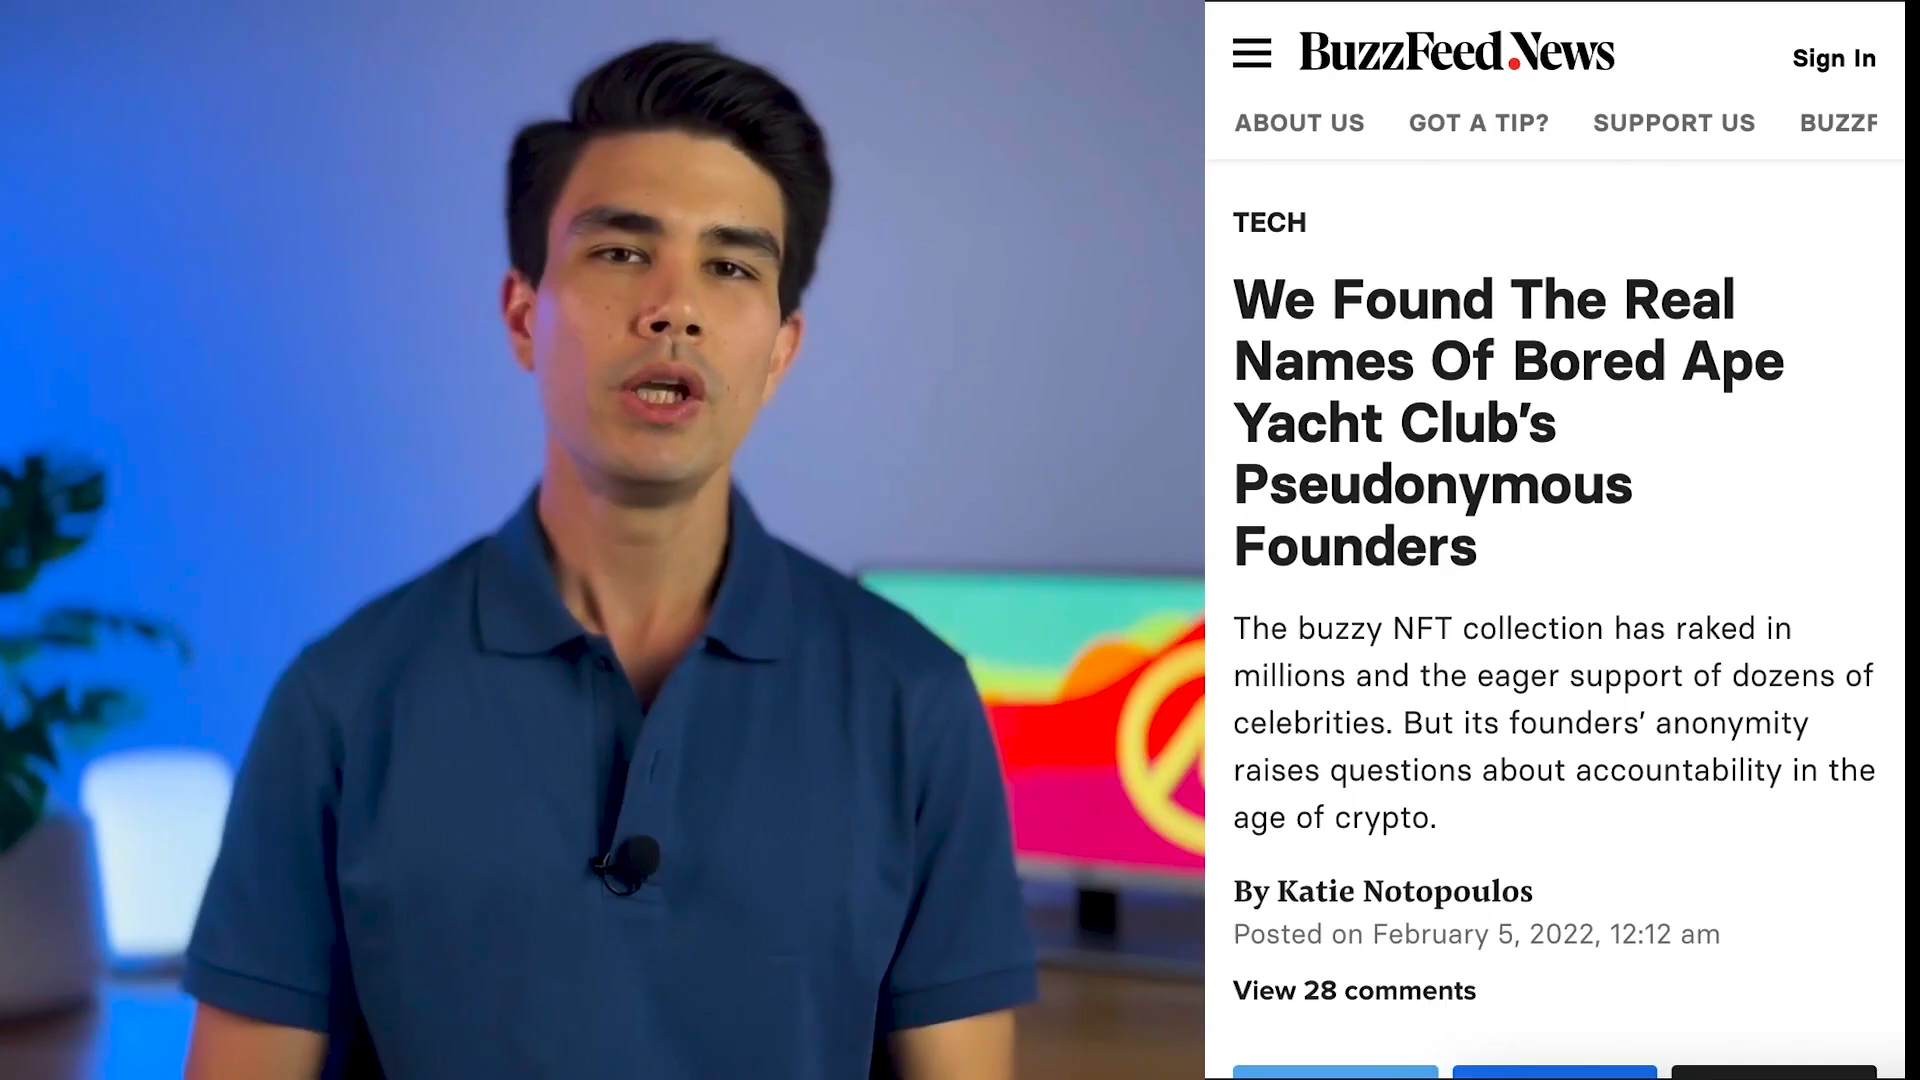 BuzzFeed.News
Sign In
ABOUT US GOT A TIP? SUPPORT US BUZZF
TECH
We Found The Real
Names Of Bored Ape
Yacht Club’s
Pseudonymous
Founders
The buzzy NFT collection has raked in
millions and the eager support of dozens of
celebrities. But its founders’ anonymity
raises questions about accountability in the
age of crypto.
By Katie Notopoulos
Posted on February 5, 2022, 12:12 am
View 28 comments